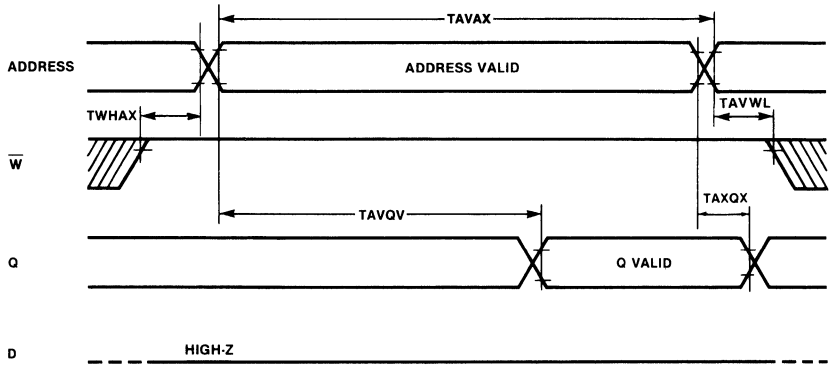 TAVAX
ADDRESS
ADDRESS VALID
TWHAX
TAVWL
W
TAVQV
TAXQX
Q
Q VALID
D
HIGH-Z